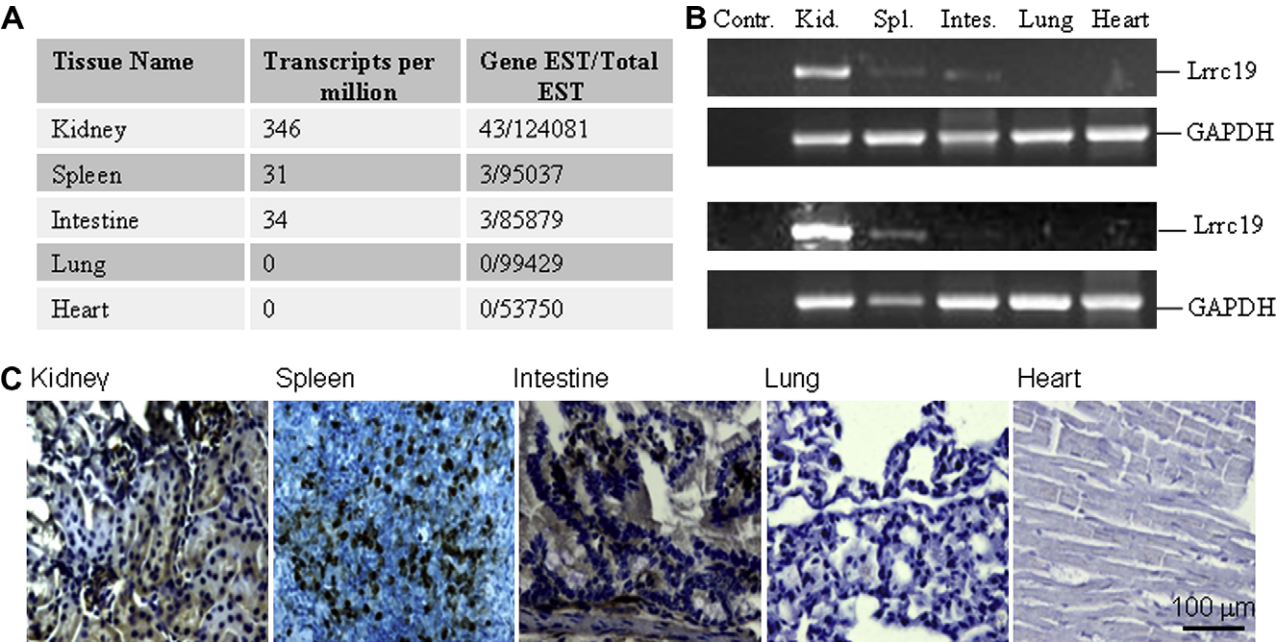 A
Tissue Name Transcripts per million Gene EST/Total EST
Kidney 346 43/124081
Spleen 31 3/95037
Intestine 34 3/85879
Lung 0 0/99429
Heart 0 0/53750
B
Contr. Kid. Spl. Intes. Lung Heart
Lrrc19
GAPDH
Lrrc19
GAPDH
C
Kidney Spleen Intestine Lung Heart
100 µm